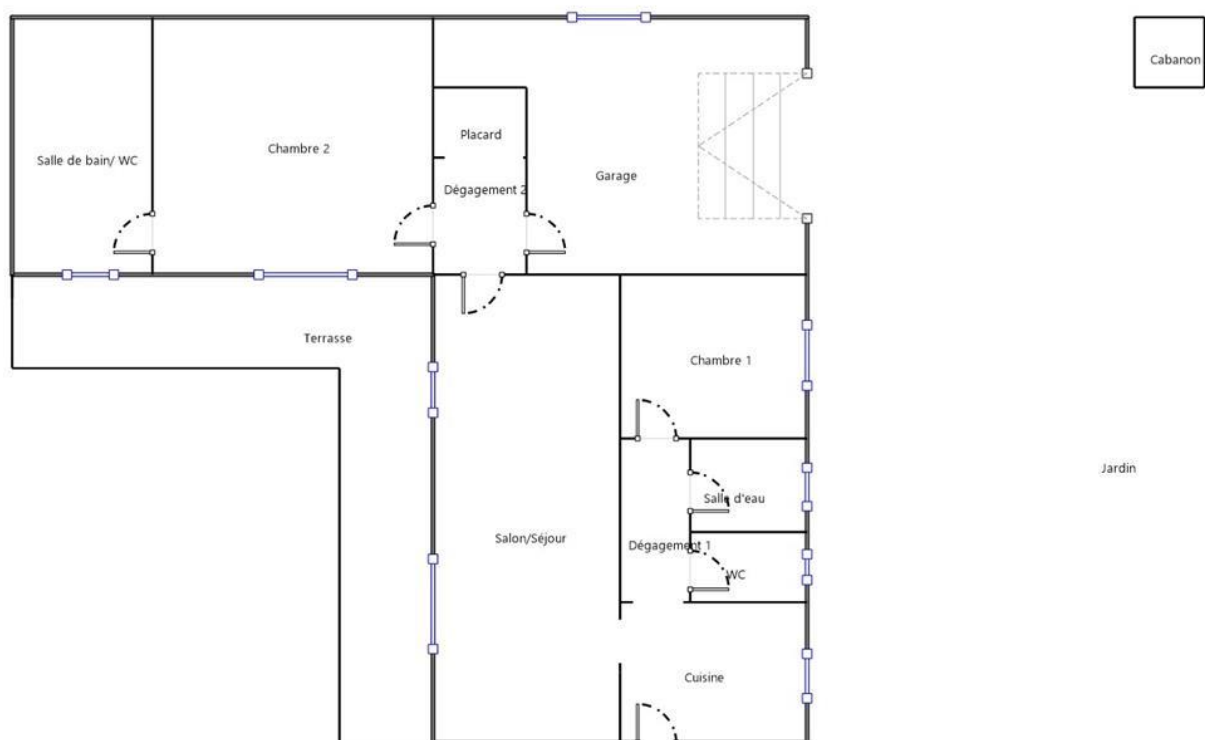 Cabanon
Placard
Chambre 2
Salle de bain/ WC
Garage
Dégagement 2
Terrasse
Chambre 1
Jardin
Salle d'eau
Salon/Séjour
Dégagement 1
WC
Cuisine